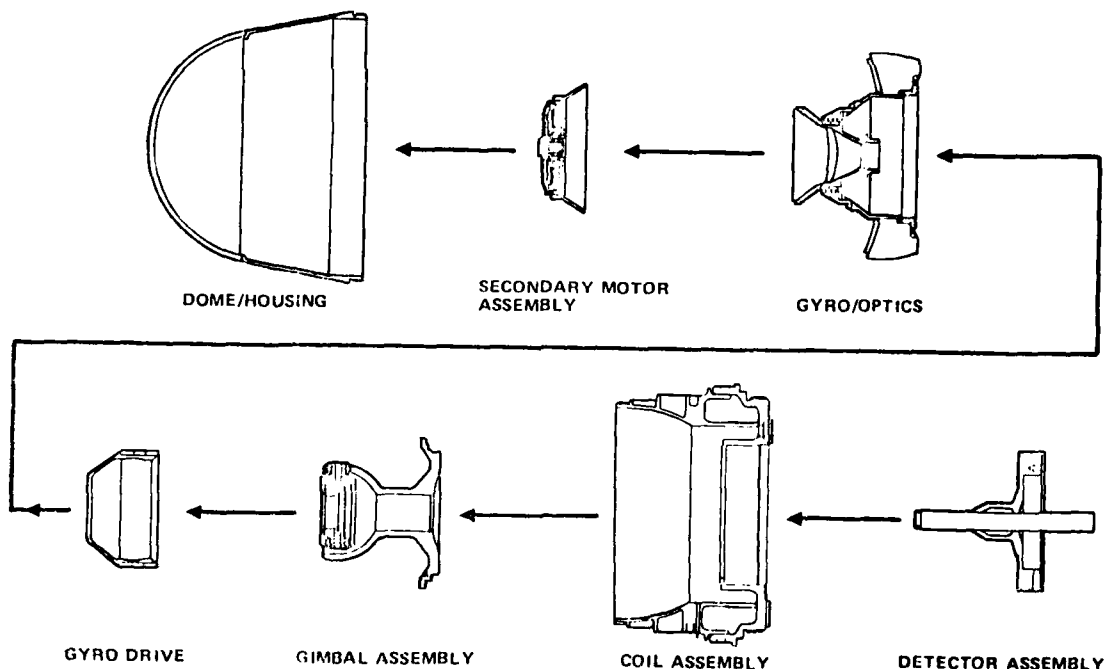 DOME/HOUSING
SECONDARY MOTOR
ASSEMBLY
GYRO/OPTICS
GYRO DRIVE
GIMBAL ASSEMBLY
COIL ASSEMBLY
DETECTOR ASSEMBLY